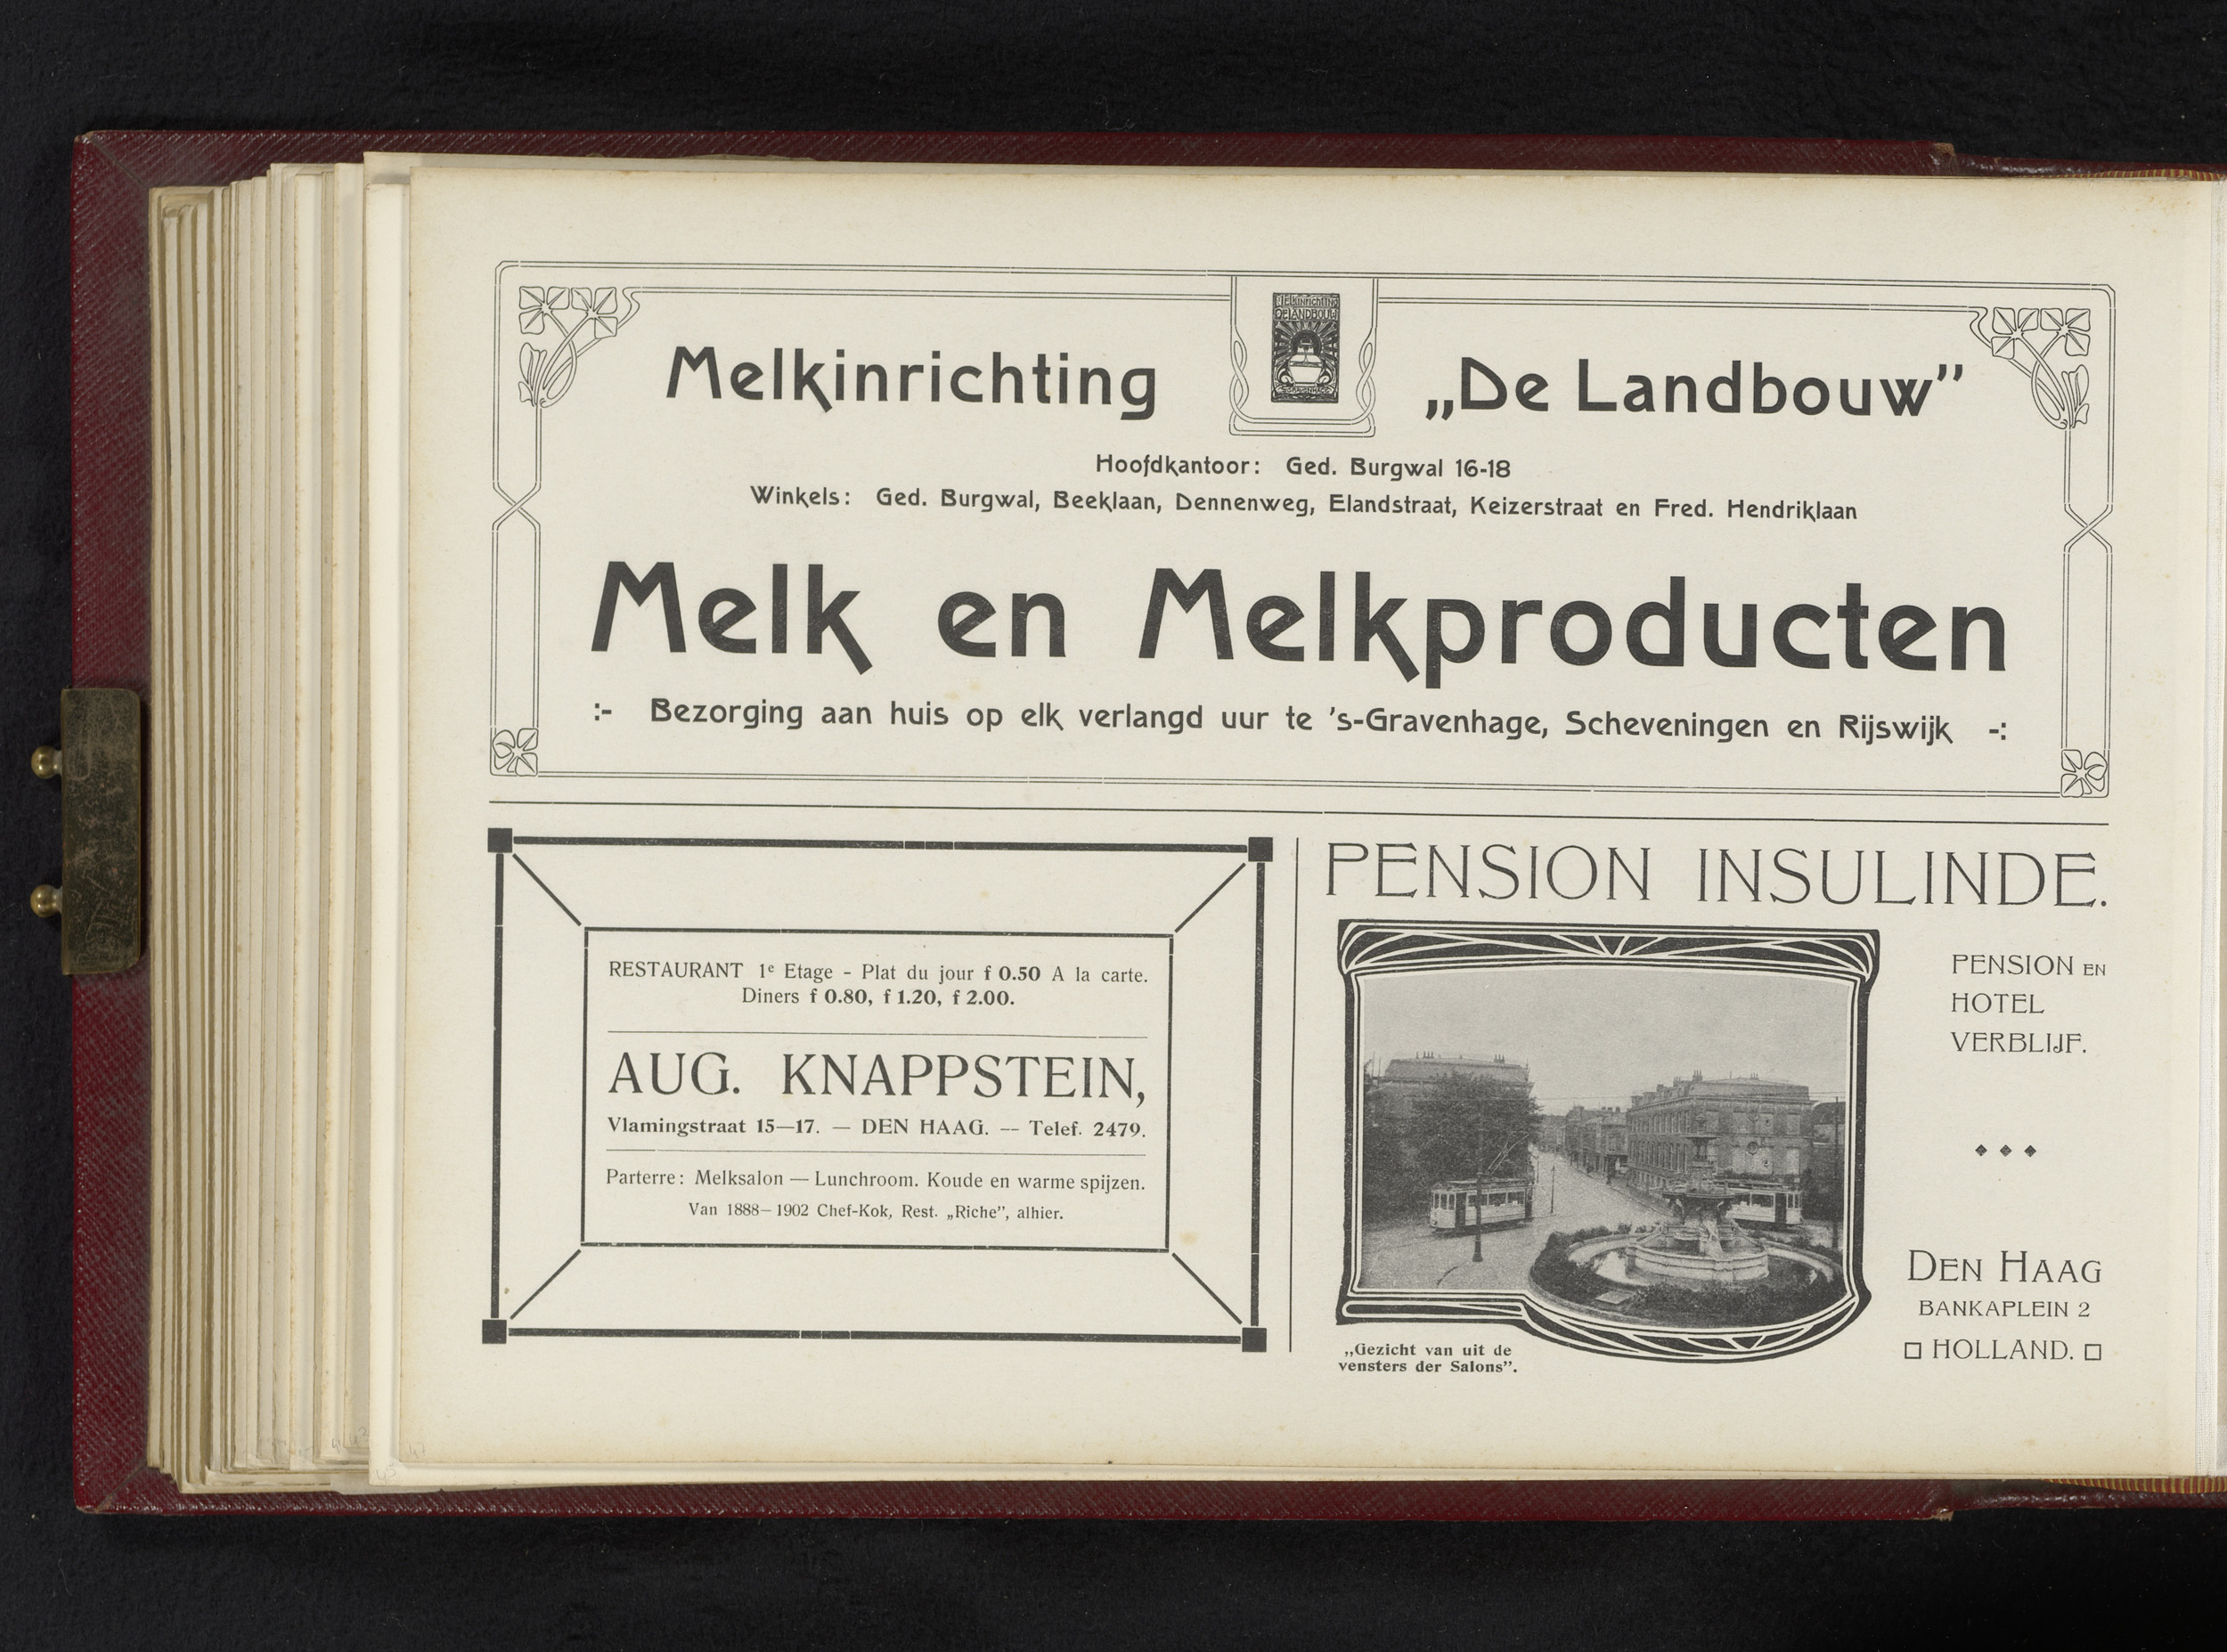 MELKINRICHTING
DE LANDBOUW
'S GRAVENHAGE
Melkinrichting „De Landbouw”
Hoofdkantoor: Ged. Burgwal 16-18
Winkels: Ged. Burgwal, Beeklaan, Dennenweg, Elandstraat, Keizerstraat en Fred. Hendriklaan
Melk en Melkproducten
:- Bezorging aan huis op elk verlangd uur te 's-Gravenhage, Scheveningen en Rijswijk -:
RESTAURANT 1e Etage - Plat du jour f 0.50 A la carte.
Diners f 0.80, f 1.20, f 2.00.
AUG. KNAPPSTEIN,
Vlamingstraat 15—17. — DEN HAAG. — Telef. 2479.
Parterre: Melksalon — Lunchroom. Koude en warme spijzen.
Van 1888—1902 Chef-Kok, Rest. „Riche”, alhier.
PENSION INSULINDE.
PENSION EN
HOTEL
VERBLIJF.
DEN HAAG
BANKAPLEIN 2
HOLLAND.
„Gezicht van uit de
vensters der Salons”.